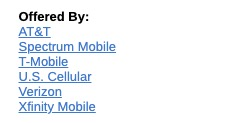 Offered By:
AT&T
Spectrum Mobile
T-Mobile
U.S. Cellular
Verizon
Xfinity Mobile